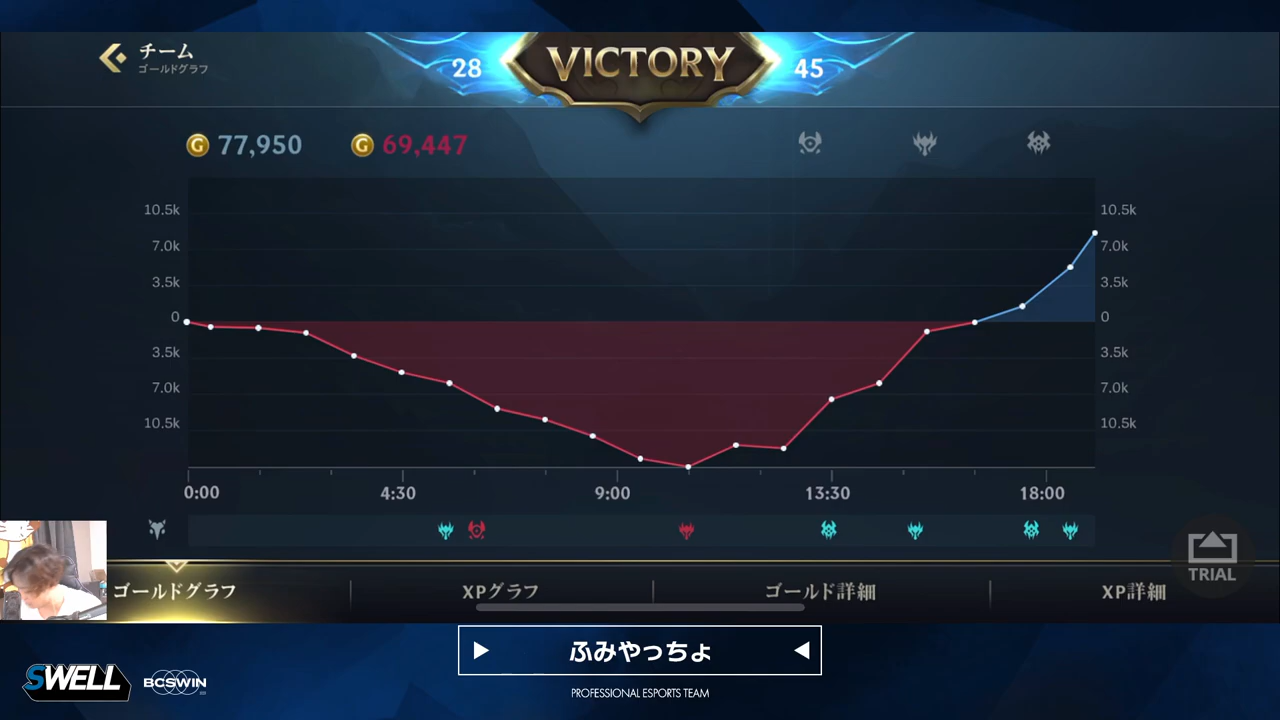 チーム
ゴールドグラフ
28
VICTORY
45
G 77,950
G 69,447
10.5k
7.0k
3.5k
0
3.5k
7.0k
10.5k
10.5k
7.0k
3.5k
0
3.5k
7.0k
10.5k
0:00 4:30 9:00 13:30 18:00
TRIAL
ゴールドグラフ
XPグラフ
ゴールド詳細
XP詳細
ふみやっちょ
SWELL
BCSWIN
PROFESSIONAL ESPORTS TEAM